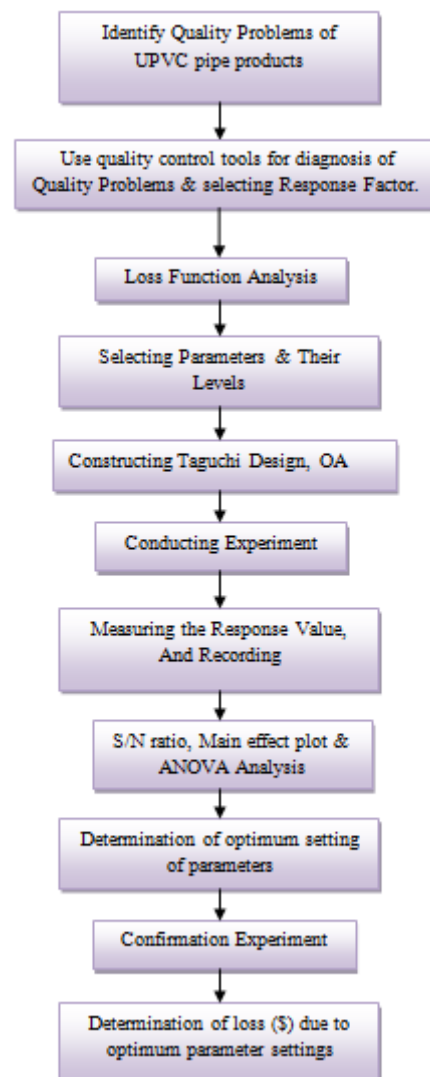 Identify Quality Problems of
UPVC pipe products
Use quality control tools for diagnosis of
Quality Problems & selecting Response Factor.
Loss Function Analysis
Selecting Parameters & Their
Levels
Constructing Taguchi Design, OA
Conducting Experiment
Measuring the Response Value,
And Recording
S/N ratio, Main effect plot &
ANOVA Analysis
Determination of optimum setting
of parameters
Confirmation Experiment
Determination of loss ($) due to
optimum parameter settings